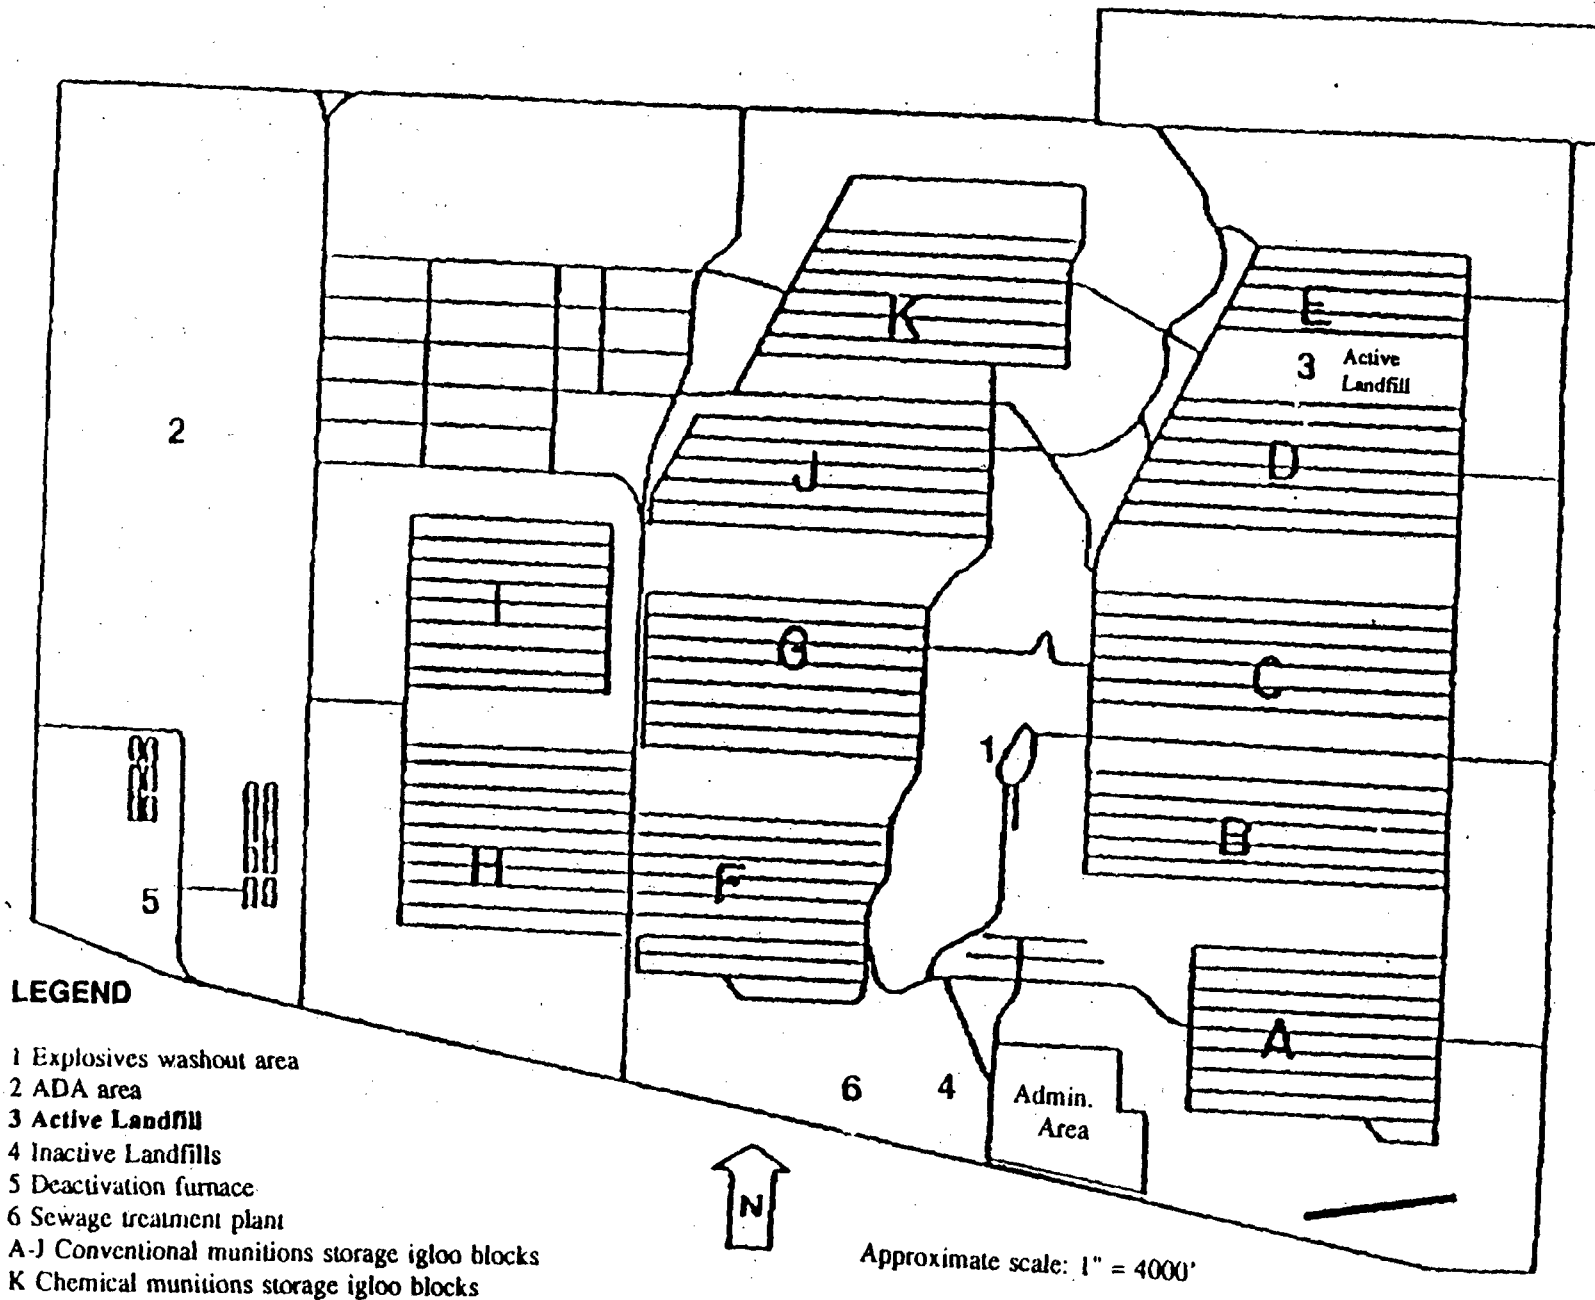 K
E
3 Active
Landfill
2
J
D
I
G
C
1
B
H
F
5
A
6
4
Admin.
Area
LEGEND
1 Explosives washout area
2 ADA area
3 Active Landfill
4 Inactive Landfills
5 Deactivation furnace
6 Sewage treatment plant
A-J Conventional munitions storage igloo blocks
K Chemical munitions storage igloo blocks
N
Approximate scale: 1" = 4000'